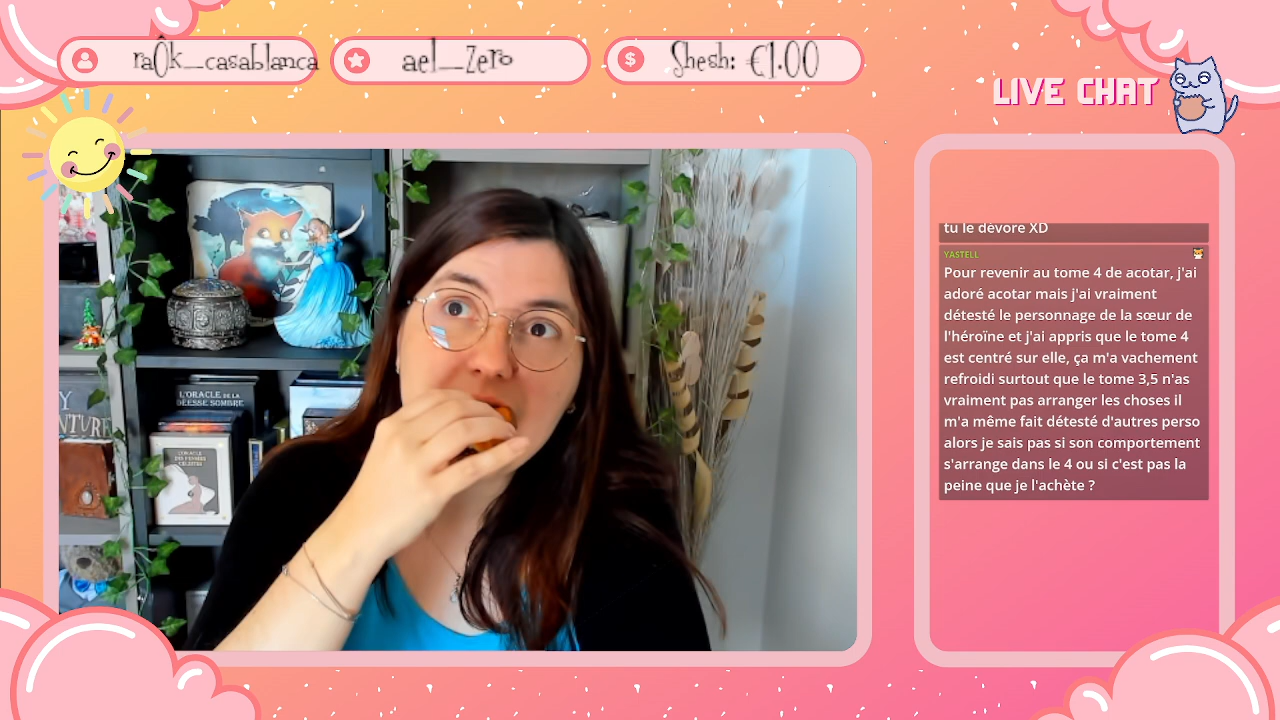 ra0k_casablanca
ael_Zero
Shesh: €1.00
LIVE CHAT
L'ORACLE DE LA
DÉESSE SOMBRE
tu le dévore XD
YASTELL
Pour revenir au tome 4 de acotar, j'ai
adoré acotar mais j'ai vraiment
détesté le personnage de la sœur de
l'héroïne et j'ai appris que le tome 4
est centré sur elle, ça m'a vachement
refroidi surtout que le tome 3,5 n'as
vraiment pas arranger les choses il
m'a même fait détesté d'autres perso
alors je sais pas si son comportement
s'arrange dans le 4 ou si c'est pas la
peine que je l'achète ?